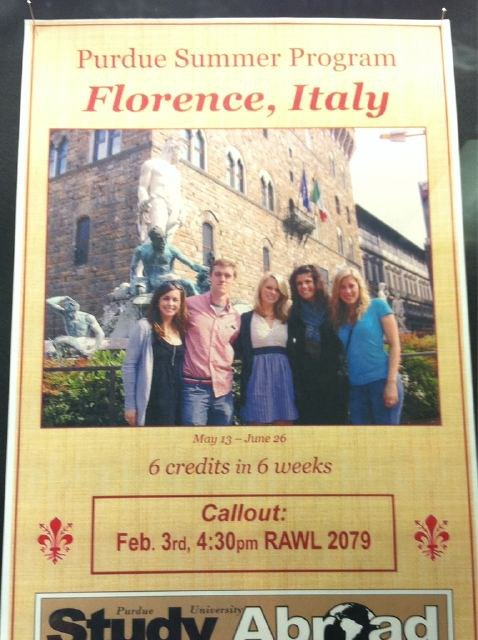 Purdue Summer Program
Florence, Italy
May 13 – June 26
6 credits in 6 weeks
Callout:
Feb. 3rd, 4:30pm RAWL 2079
Purdue University
Study Abroad